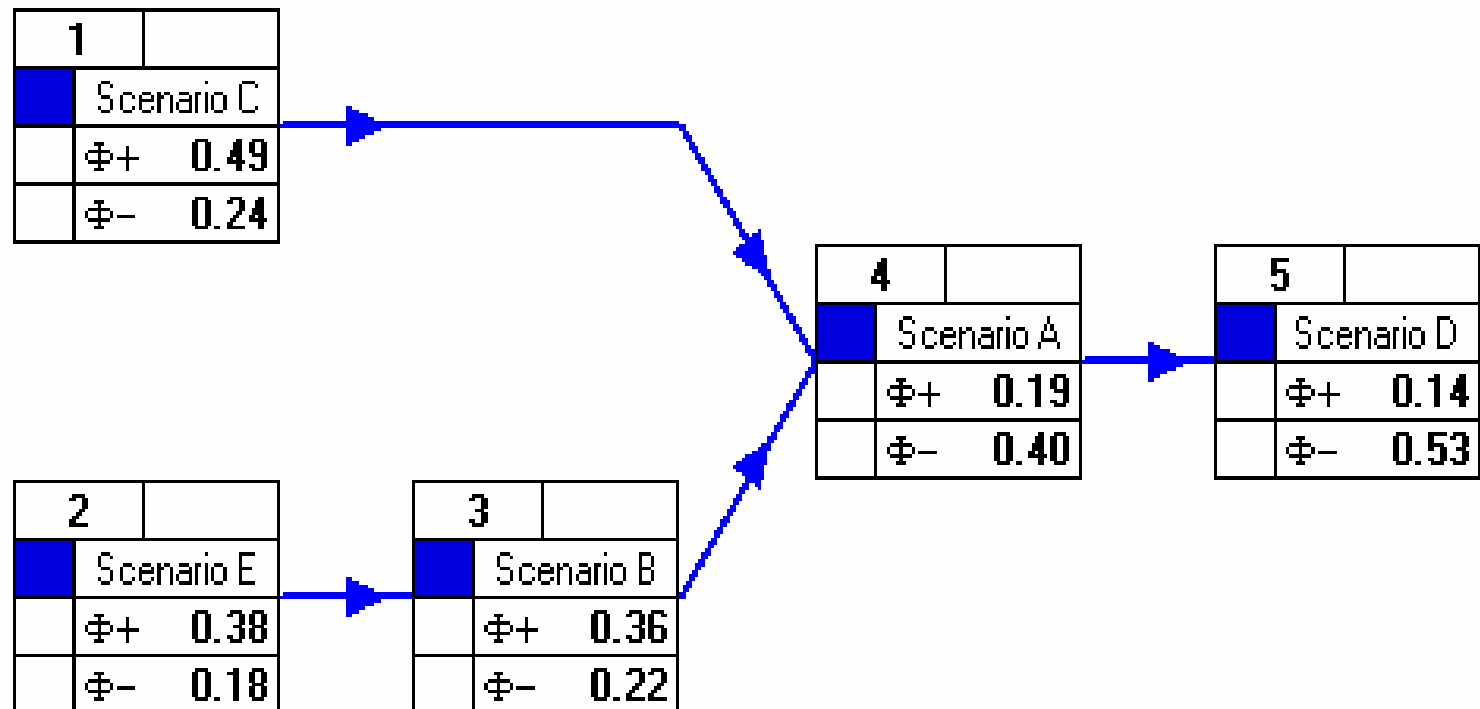 1
Scenario C
Φ+ 0.49
Φ− 0.24
4
Scenario A
Φ+ 0.19
Φ− 0.40
5
Scenario D
Φ+ 0.14
Φ− 0.53
2
Scenario E
Φ+ 0.38
Φ− 0.18
3
Scenario B
Φ+ 0.36
Φ− 0.22